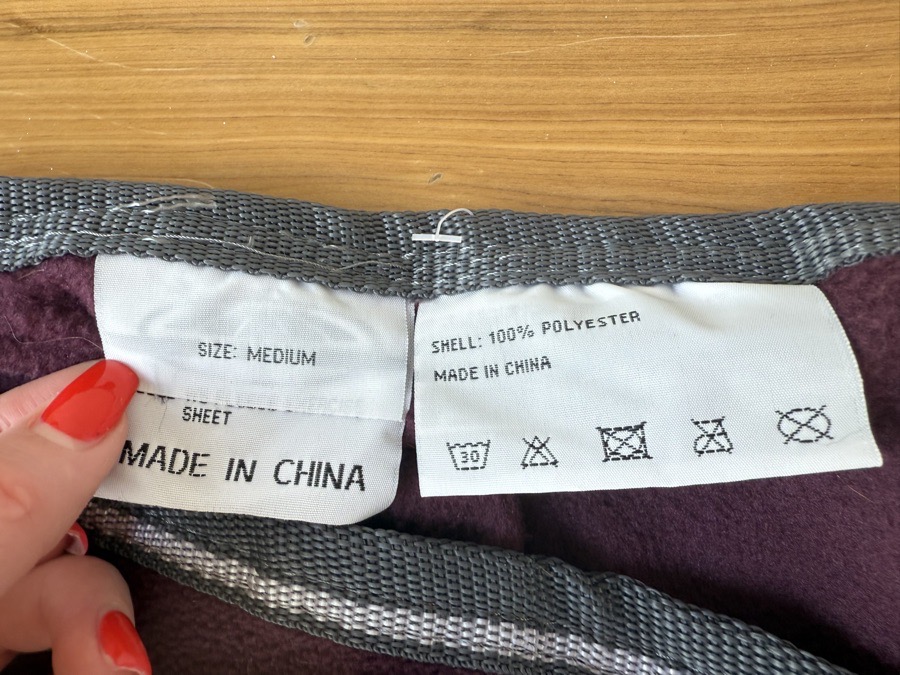 SIZE: MEDIUM
SHEET
MADE IN CHINA
SHELL: 100% POLYESTER
MADE IN CHINA
30